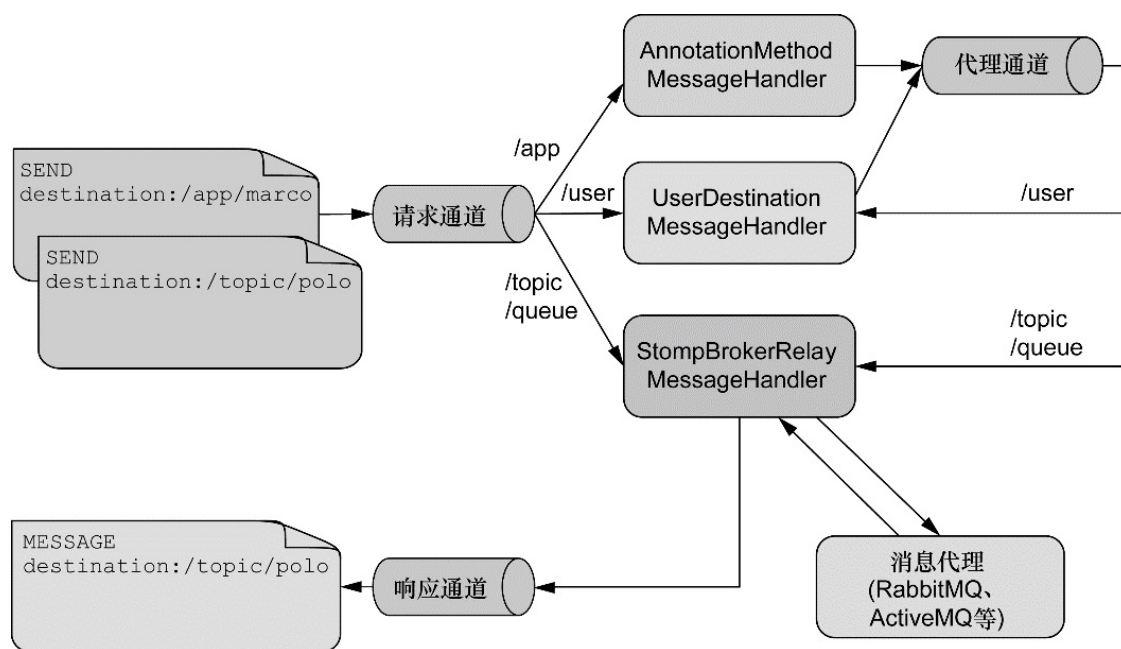 AnnotationMethod
MessageHandler
代理通道
/app
SEND
destination:/app/marco
/user
UserDestination
MessageHandler
/user
请求通道
SEND
destination:/topic/polo
/topic
/queue
StompBrokerRelay
MessageHandler
/topic
/queue
MESSAGE
destination:/topic/polo
响应通道
消息代理
(RabbitMQ、
ActiveMQ等)